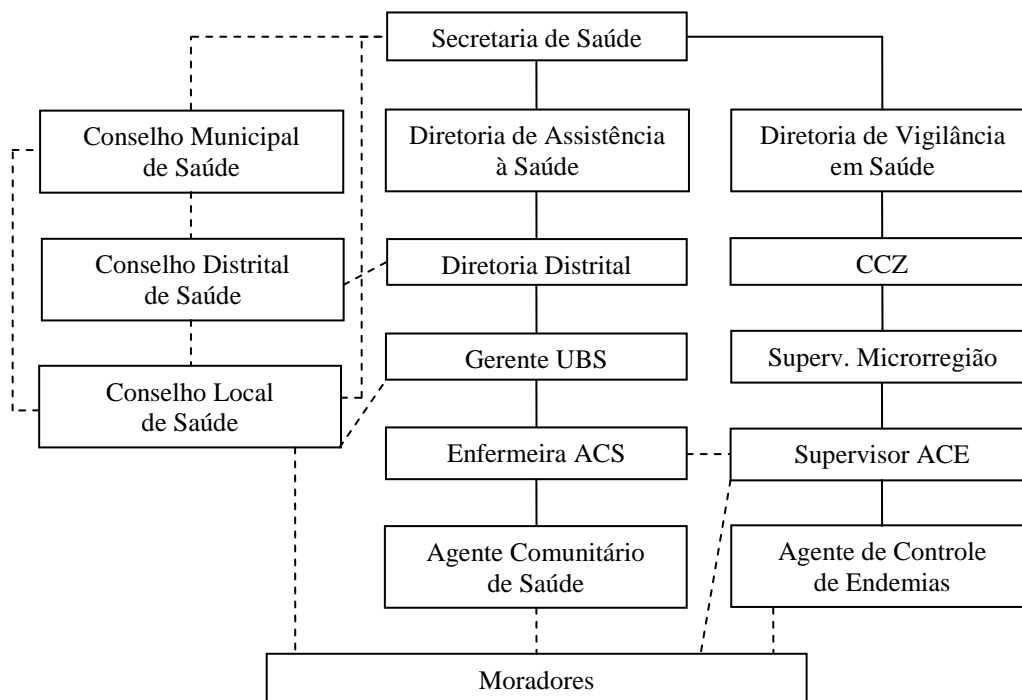 Secretaria de Saúde
Conselho Municipal
de Saúde
Diretoria de Assistência
à Saúde
Diretoria de Vigilância
em Saúde
Conselho Distrital
de Saúde
Diretoria Distrital
CCZ
Conselho Local
de Saúde
Gerente UBS
Superv. Microrregião
Enfermeira ACS
Supervisor ACE
Agente Comunitário
de Saúde
Agente de Controle
de Endemias
Moradores